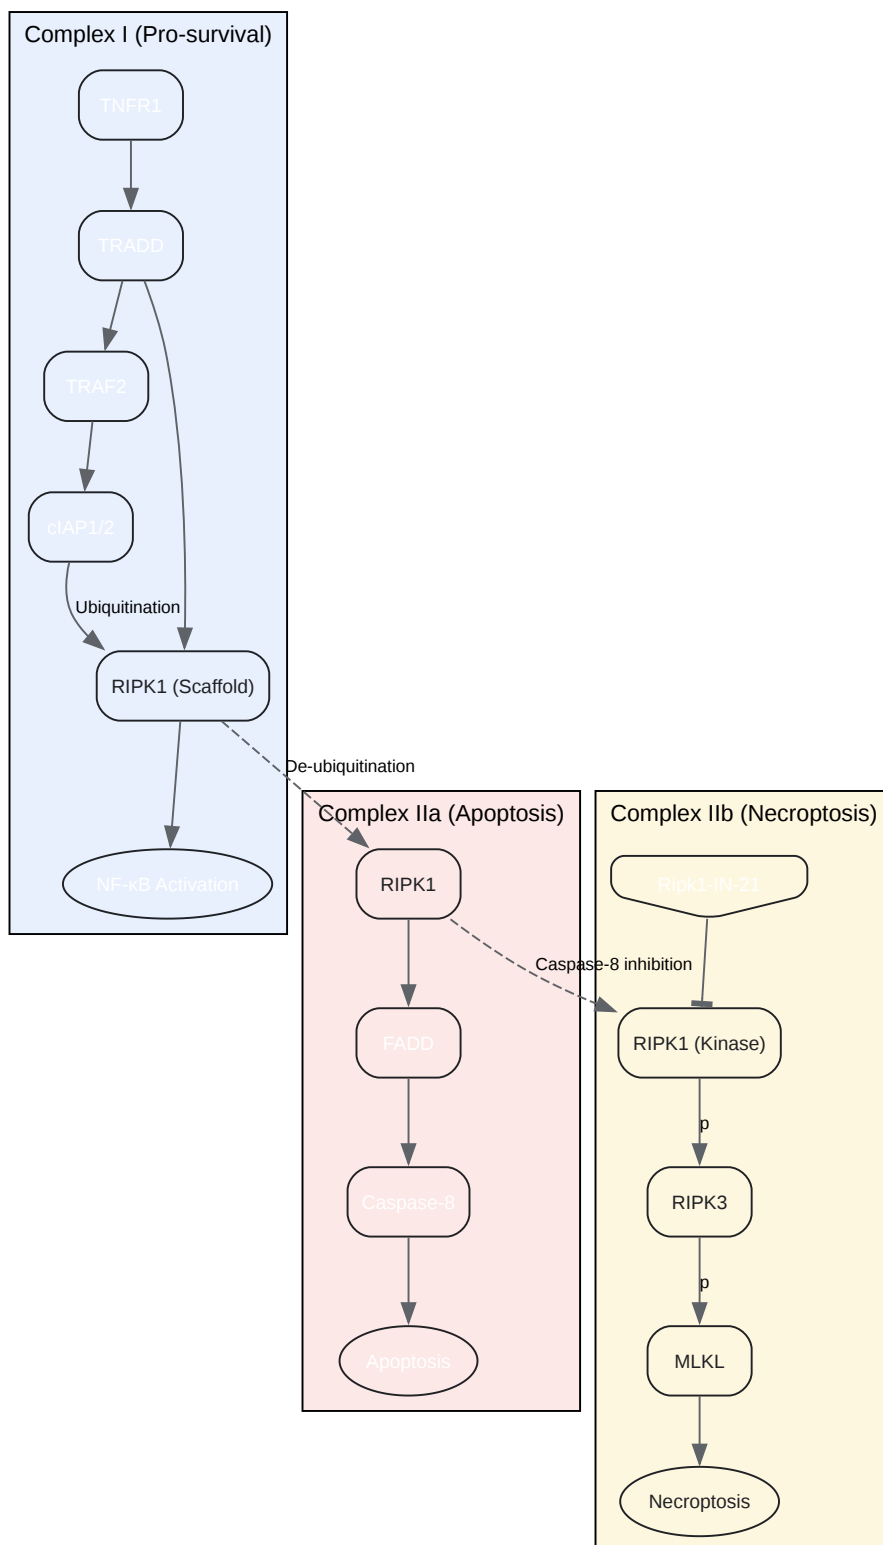 Complex I (Pro-survival)
TNFR1
TRADD
TRAF2
cIAP1/2
Ubiquitination
RIPK1 (Scaffold)
De-ubiquitination
NF-κB Activation
Complex IIa (Apoptosis)
RIPK1
Caspase-8 inhibition
FADD
Caspase-8
Apoptosis
Complex IIb (Necroptosis)
Ripk1-IN-21
RIPK1 (Kinase)
p
RIPK3
p
MLKL
Necroptosis